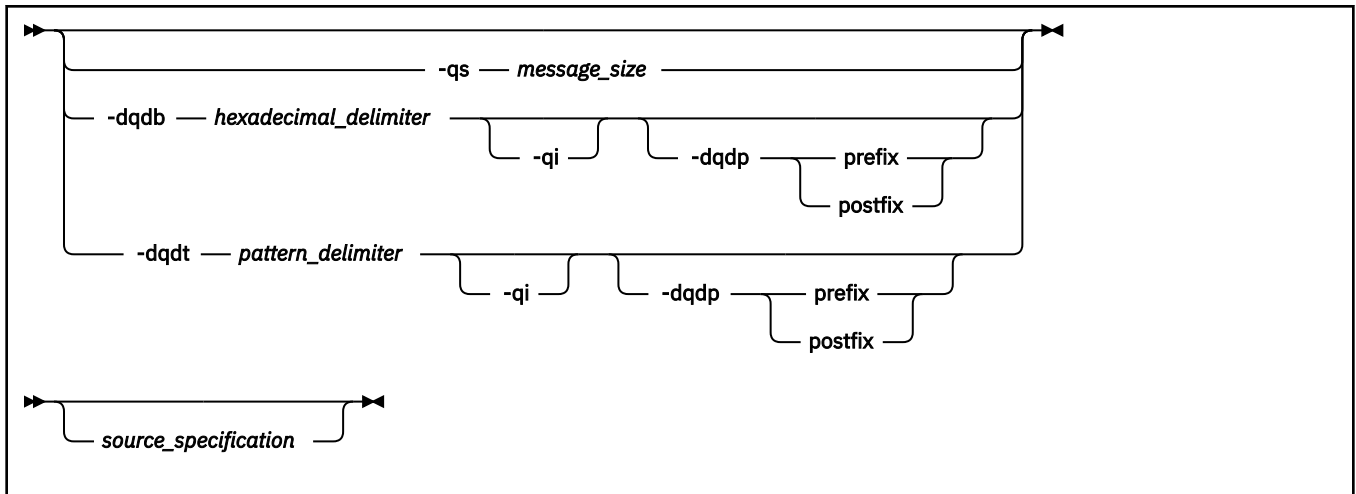 -qs message_size
-dqdb hexadecimal_delimiter
-qi -dqdp prefix
postfix
-dqdt pattern_delimiter
-qi -dqdp prefix
postfix
source_specification